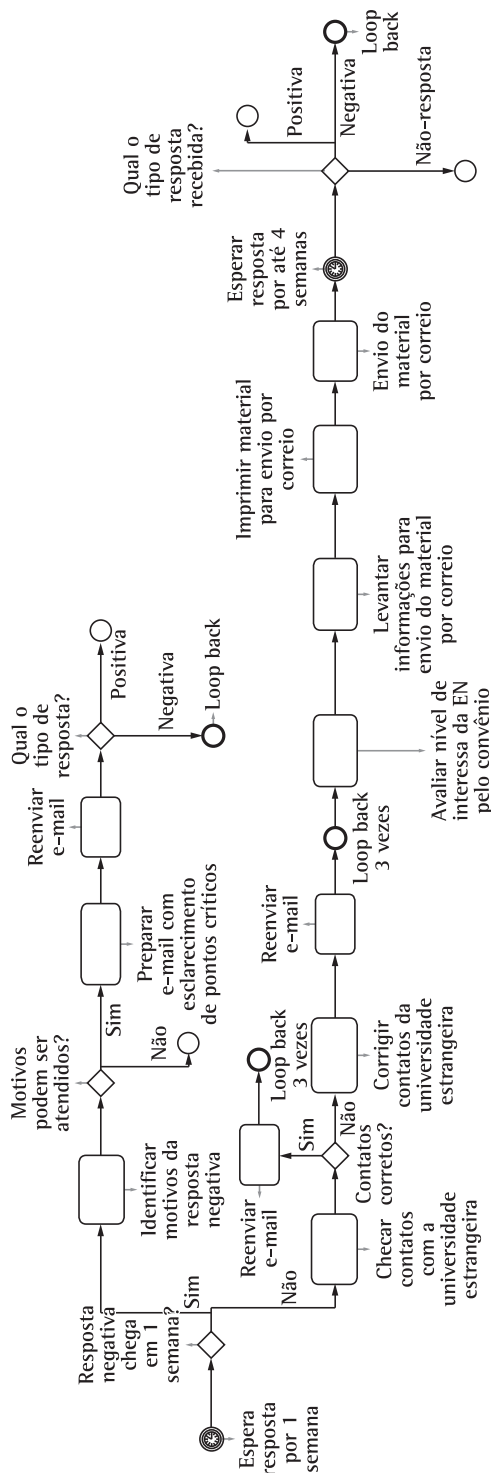 Espera
resposta
por 1
semana
Resposta
negativa
chega
em 1
semana?
Sim
Não
Identificar
motivos da
resposta
negativa
Motivos
podem ser
atendidos?
Sim
Não
Preparar
e-mail com
esclarecimento
de pontos críticos
Reenviar
e-mail
Qual o
tipo de
resposta?
Positiva
Negativa
Loop back
Checar
contatos
com a
universidade
estrangeira
Contatos
corretos?
Sim
Não
Reenviar
e-mail
Loop back
3 vezes
Corrigir
contatos da
universidade
estrangeira
Reenviar
e-mail
Loop back
3 vezes
Avaliar nível de
interessa da EN
pelo convênio
Levantar
informações para
envio do material
por correio
Imprimir material
para envio por
correio
Envio do
material
por correio
Esperar
resposta
por até 4
semanas
Qual o
tipo de
resposta
recebida?
Positiva
Negativa
Loop
back
Não-resposta